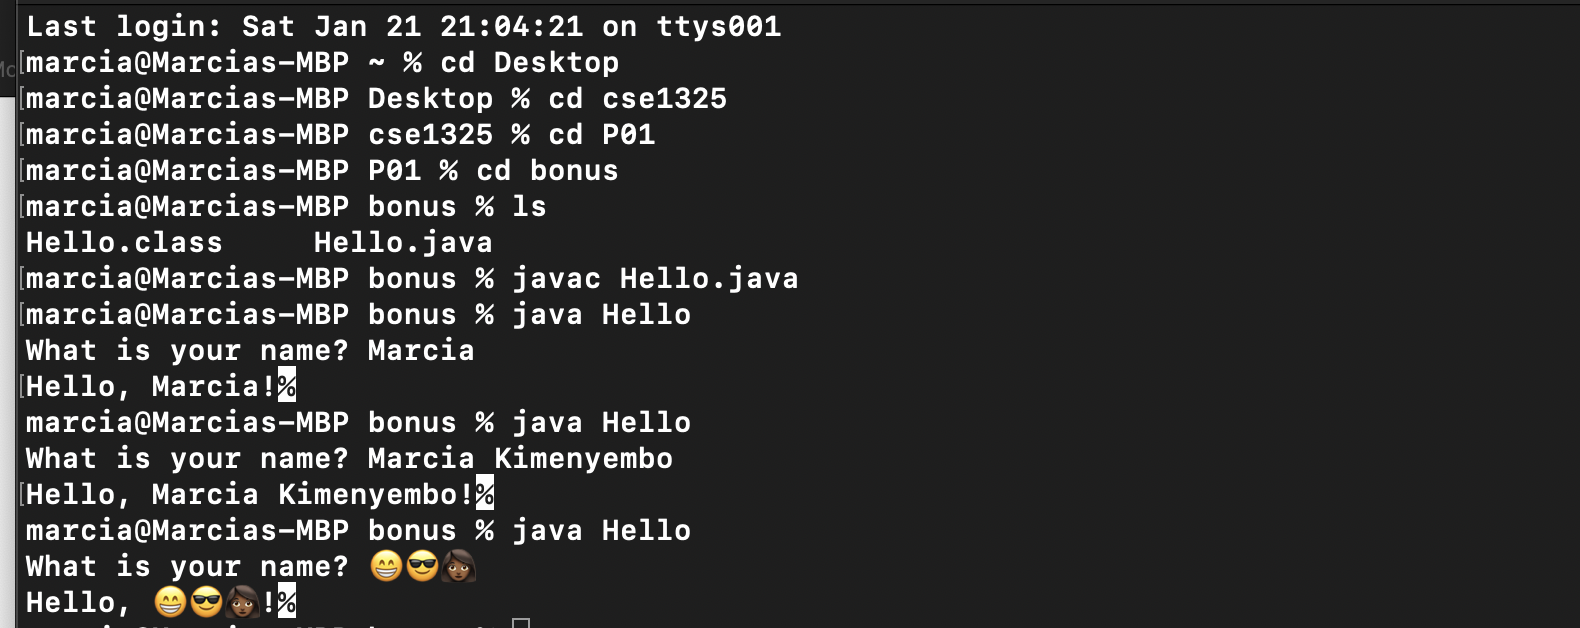 Last login: Sat Jan 21 21:04:21 on ttys001
[marcia@Marcias-MBP ~ % cd Desktop
[marcia@Marcias-MBP Desktop % cd cse1325
[marcia@Marcias-MBP cse1325 % cd P01
[marcia@Marcias-MBP P01 % cd bonus
[marcia@Marcias-MBP bonus % ls
Hello.class     Hello.java
[marcia@Marcias-MBP bonus % javac Hello.java
[marcia@Marcias-MBP bonus % java Hello
What is your name? Marcia
[Hello, Marcia!%
marcia@Marcias-MBP bonus % java Hello
What is your name? Marcia Kimenyembo
[Hello, Marcia Kimenyembo!%
marcia@Marcias-MBP bonus % java Hello
What is your name? 😁😎👩🏾
Hello, 😁😎👩🏾!%